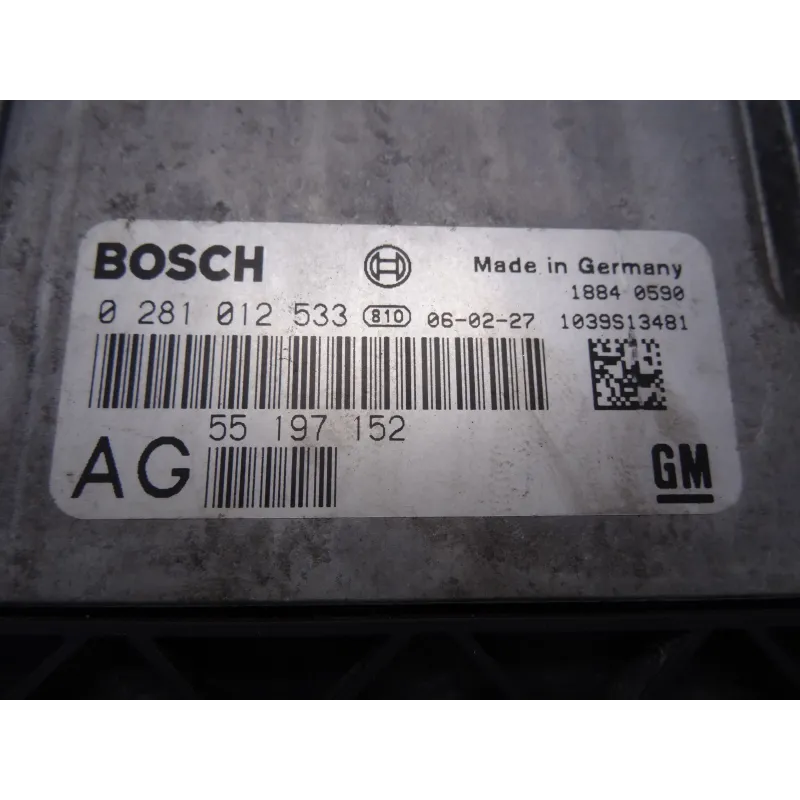 BOSCH Made in Germany
1884 0590
0 281 012 533 810 06-02-27 1039S13481
55 197 152
AG
GM